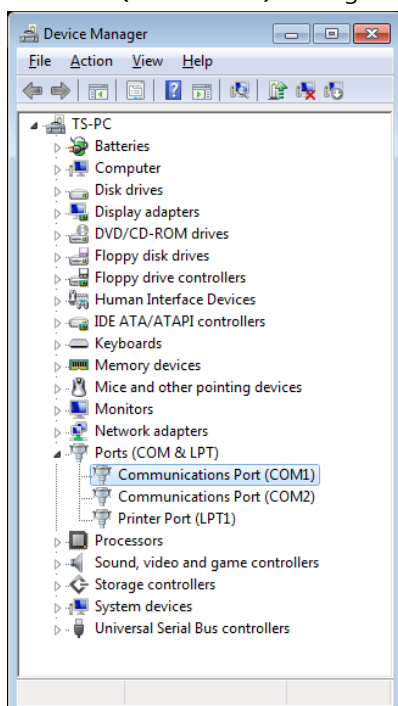 Device Manager
File Action View Help
TS-PC
Batteries
Computer
Disk drives
Display adapters
DVD/CD-ROM drives
Floppy disk drives
Floppy drive controllers
Human Interface Devices
IDE ATA/ATAPI controllers
Keyboards
Memory devices
Mice and other pointing devices
Monitors
Network adapters
Ports (COM & LPT)
Communications Port (COM1)
Communications Port (COM2)
Printer Port (LPT1)
Processors
Sound, video and game controllers
Storage controllers
System devices
Universal Serial Bus controllers